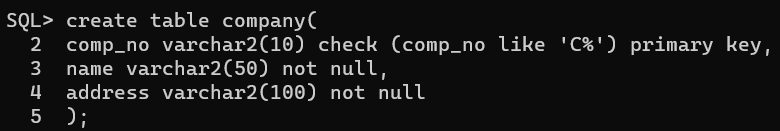 SQL> create table company(
  2  comp_no varchar2(10) check (comp_no like 'C%') primary key,
  3  name varchar2(50) not null,
  4  address varchar2(100) not null
  5  );